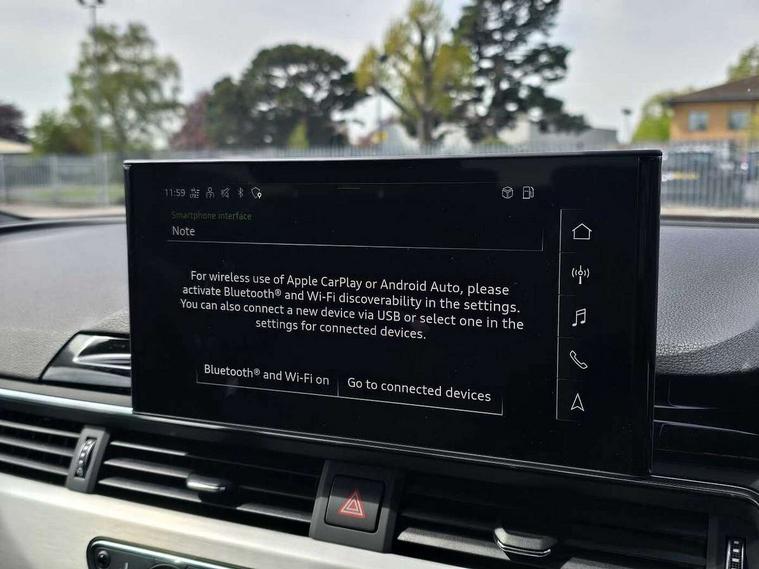 11:59
Smartphone interface
Note
For wireless use of Apple CarPlay or Android Auto, please
activate Bluetooth® and Wi-Fi discoverability in the settings.
You can also connect a new device via USB or select one in the
settings for connected devices.
Bluetooth® and Wi-Fi on
Go to connected devices